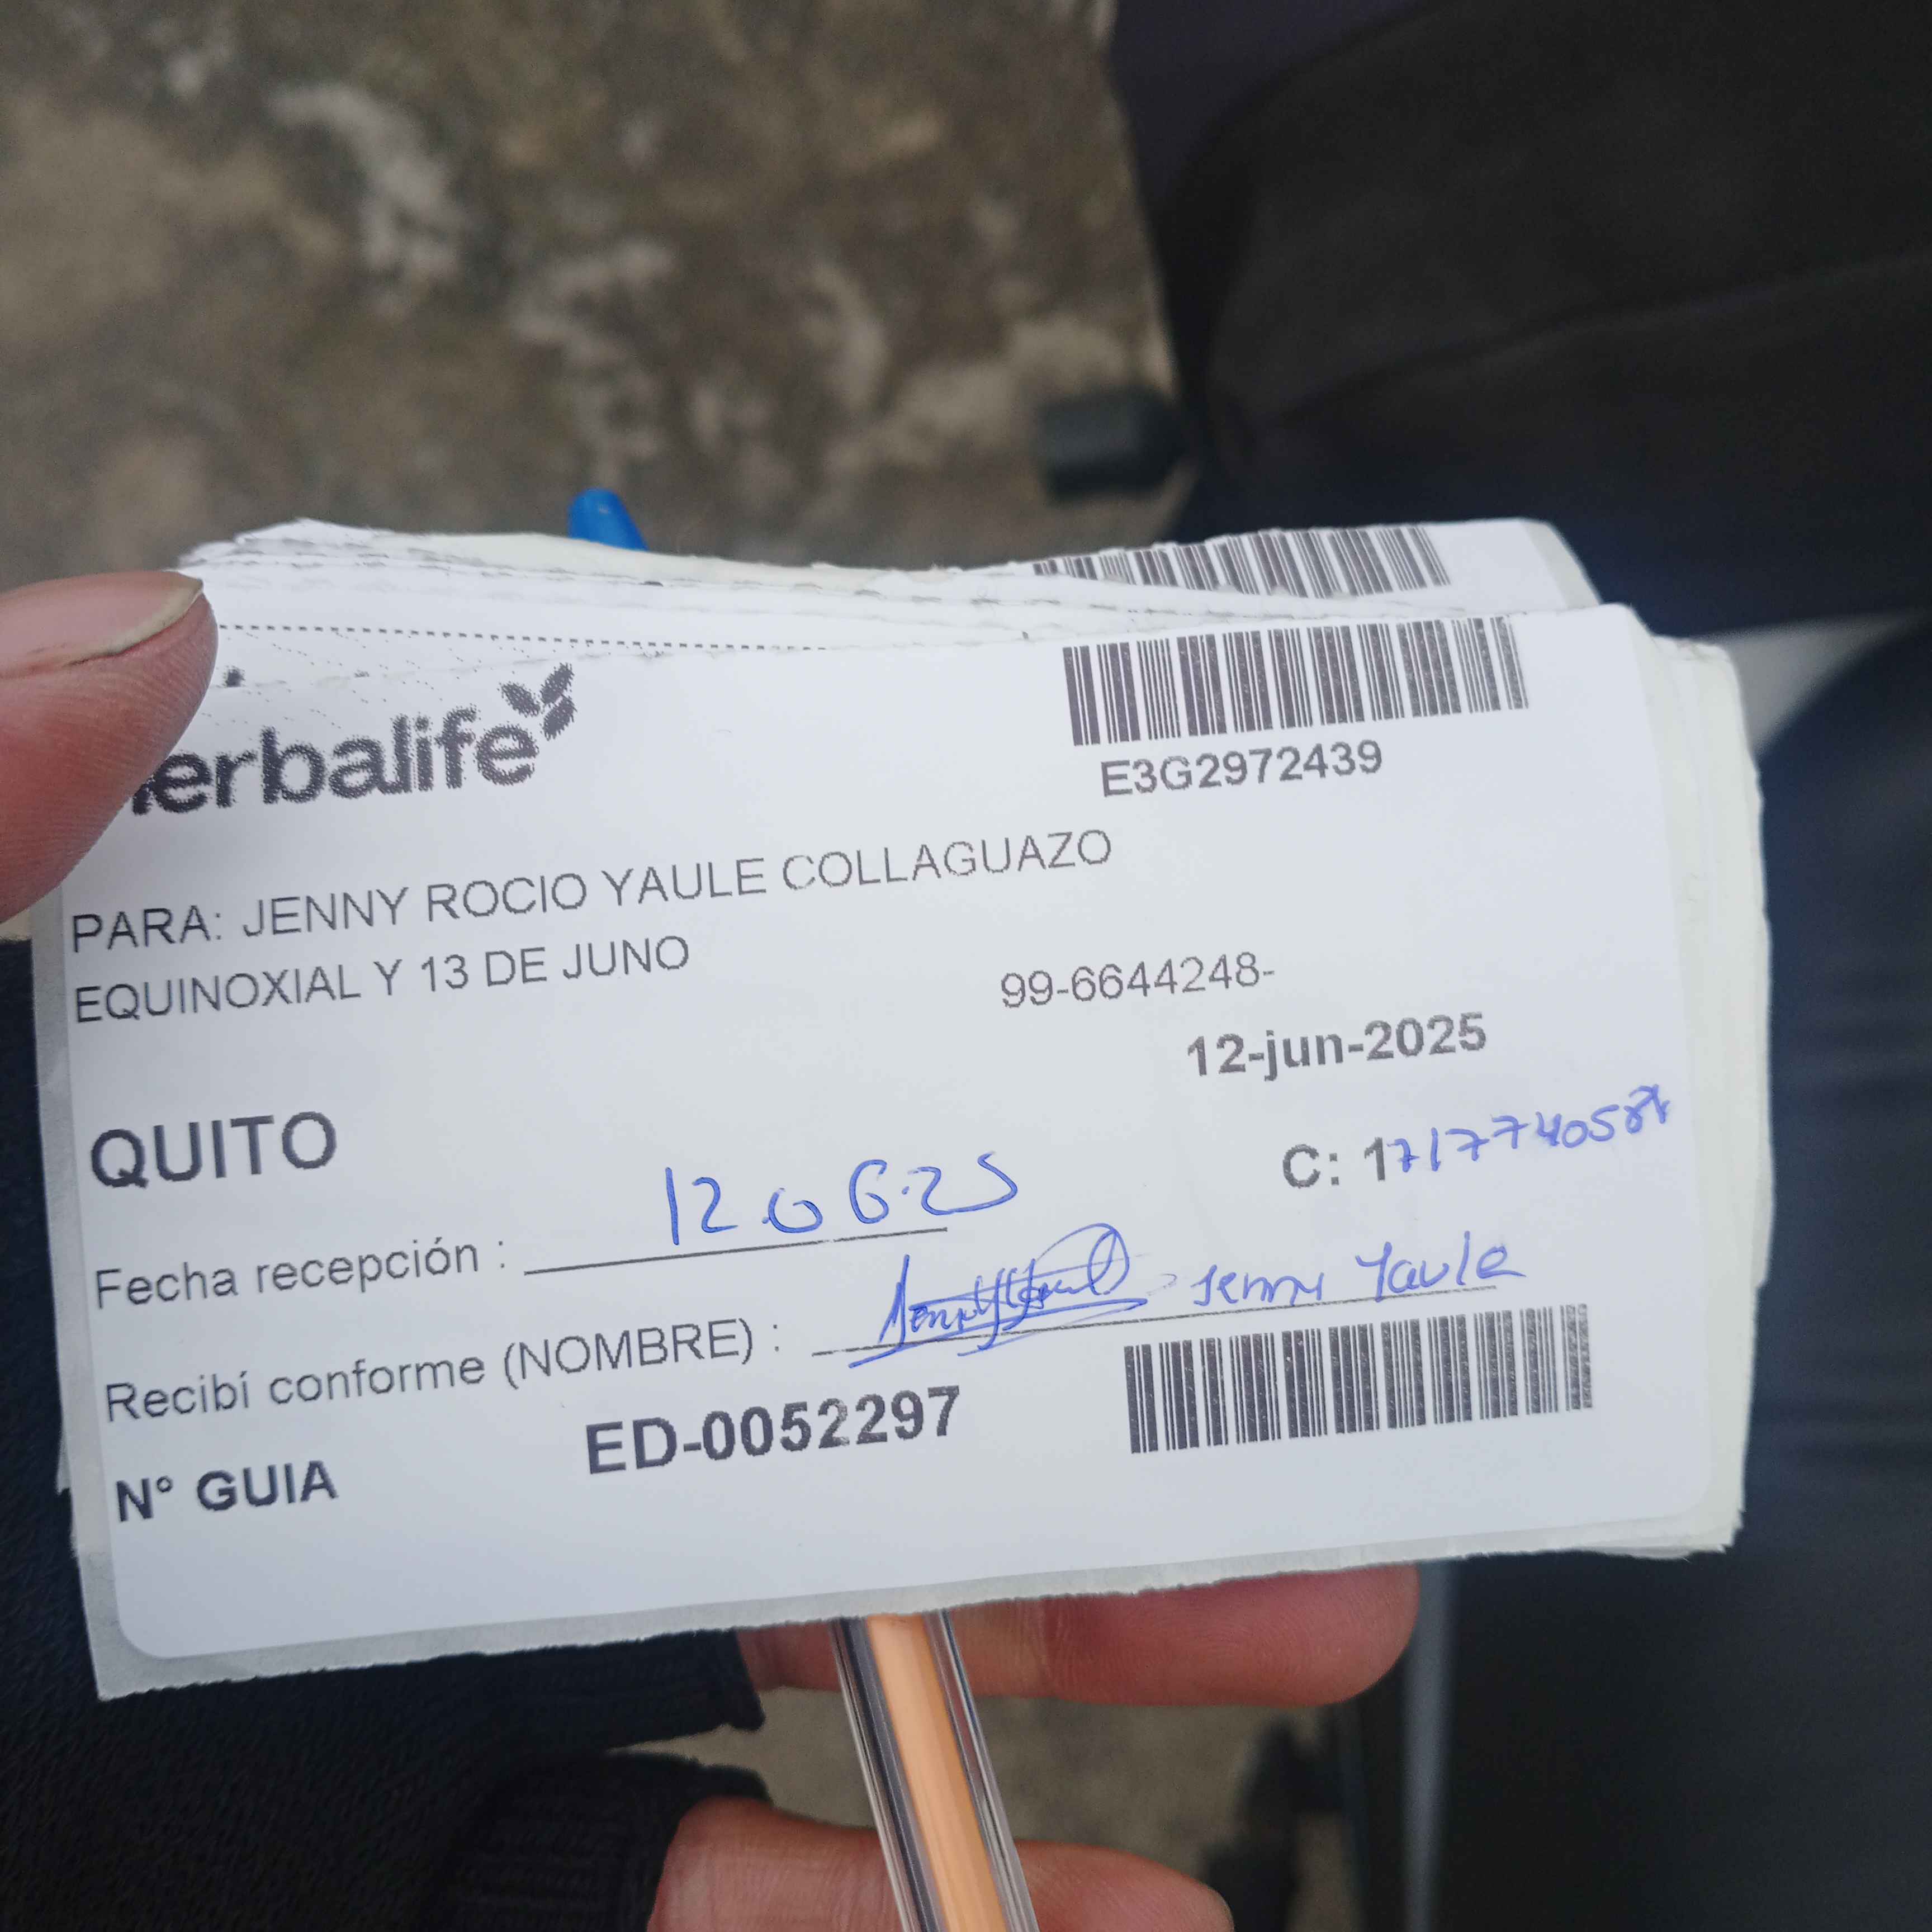 herbalife
E3G2972439
PARA: JENNY ROCIO YAULE COLLAGUAZO
EQUINOXIAL Y 13 DE JUNO
99-6644248-
12-jun-2025
QUITO
C: 1
Fecha recepción : 12 06.25
Recibí conforme (NOMBRE) : Jenny Yaule
N° GUIA ED-0052297